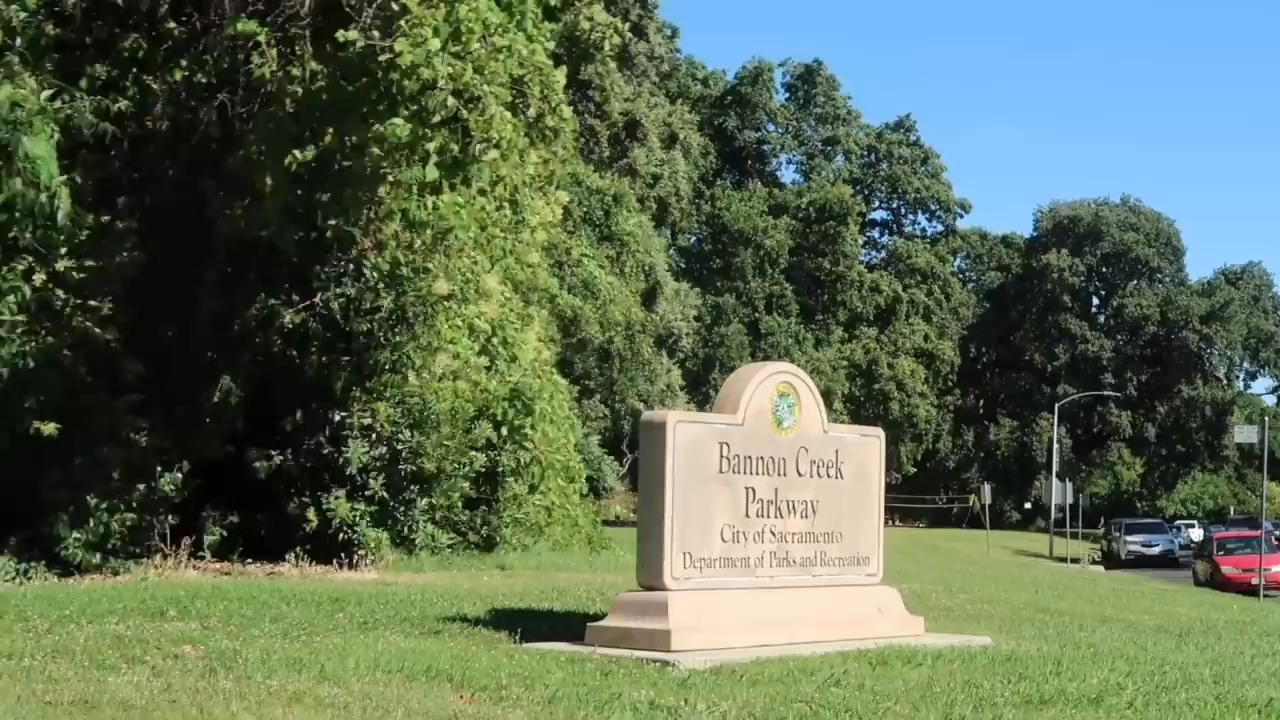 Bannon Creek
Parkway
City of Sacramento
Department of Parks and Recreation